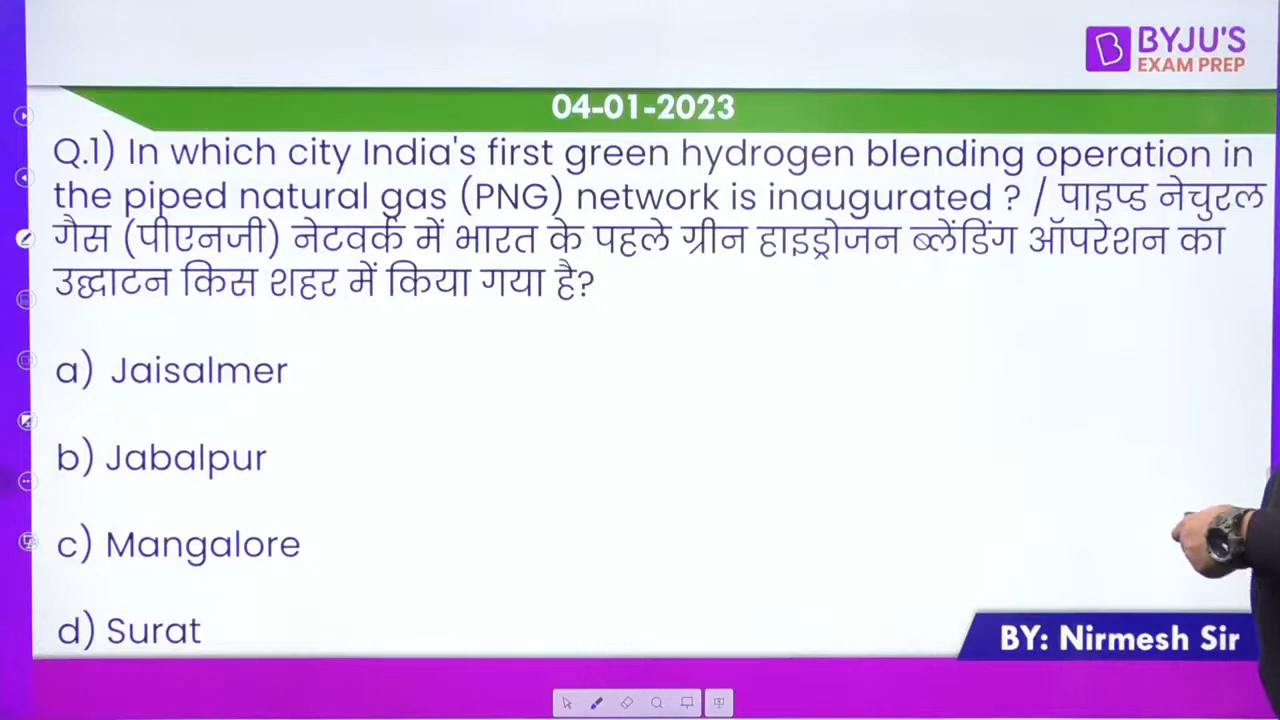 BYJU'S
EXAM PREP
04-01-2023
Q.1) In which city India's first green hydrogen blending operation in
the piped natural gas (PNG) network is inaugurated ? / पाइप्ड नेचुरल
गैस (पीएनजी) नेटवर्क में भारत के पहले ग्रीन हाइड्रोजन ब्लेंडिंग ऑपरेशन का
उद्घाटन किस शहर में किया गया है?
a) Jaisalmer
b) Jabalpur
c) Mangalore
d) Surat
BY: Nirmesh Sir